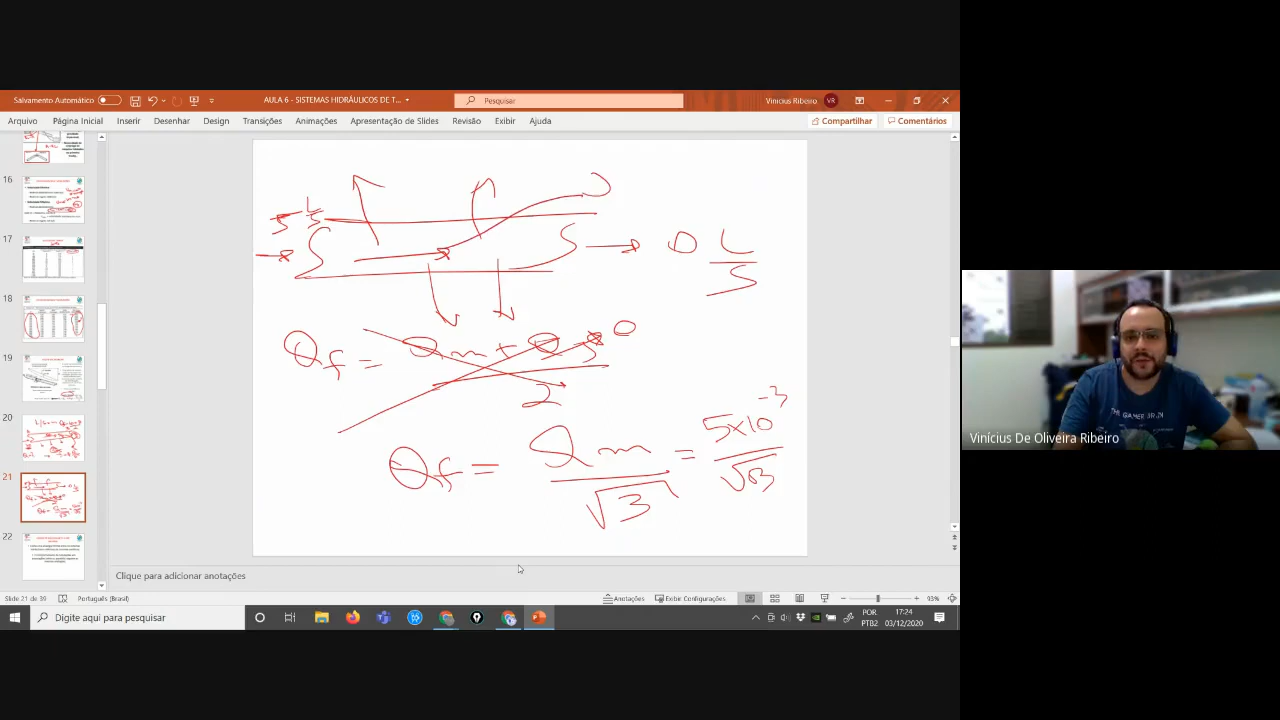 Salvamento Automático
AULA 6 - SISTEMAS HIDRÁULICOS DE T...
Pesquisar
Vinicius Ribeiro VR
Arquivo Página Inicial Inserir Desenhar Design Transições Animações Apresentação de Slides Revisão Exibir Ajuda Compartilhar Comentários
16
17
18
19
20
21
22
5 L/s
0 L/s
Qf = Qm + Qj 0 / 2
Qf = Qm / √3 = 5x10^-3 / √3
Vinícius De Oliveira Ribeiro
Clique para adicionar anotações
Slide 21 de 39 Português (Brasil) Anotações Exibir Configurações 93%
Digite aqui para pesquisar
POR 17:24
PTB2 03/12/2020